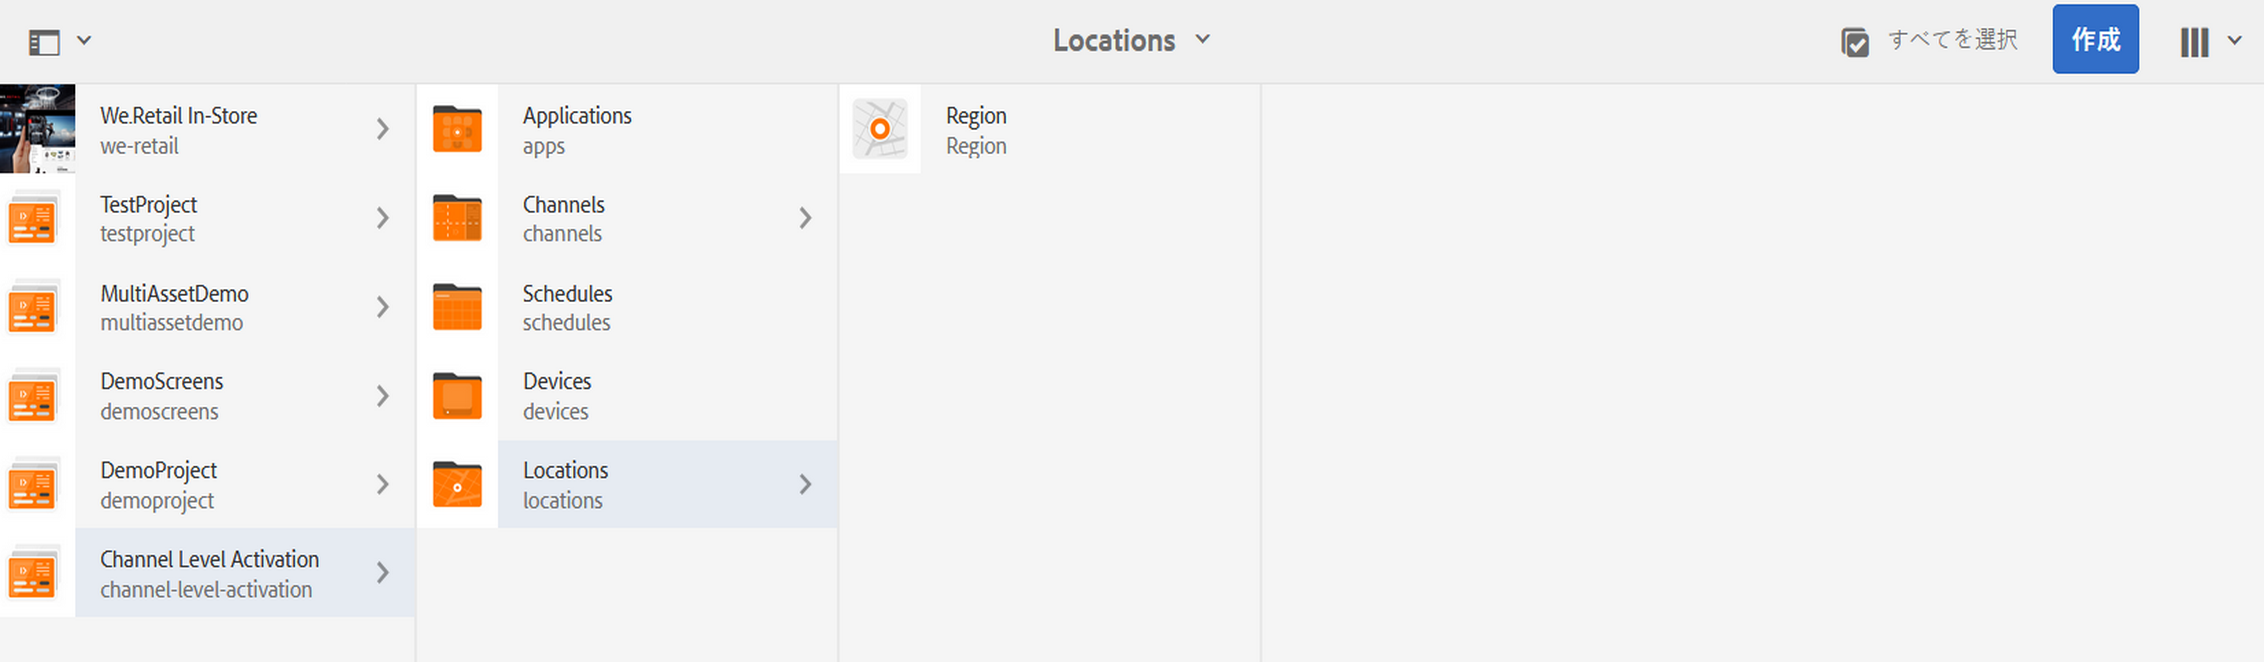 Locations
すべてを選択
作成
We.Retail In-Store
we-retail
TestProject
testproject
MultiAssetDemo
multiassetdemo
DemoScreens
demoscreens
DemoProject
demoproject
Channel Level Activation
channel-level-activation
Applications
apps
Channels
channels
Schedules
schedules
Devices
devices
Locations
locations
Region
Region